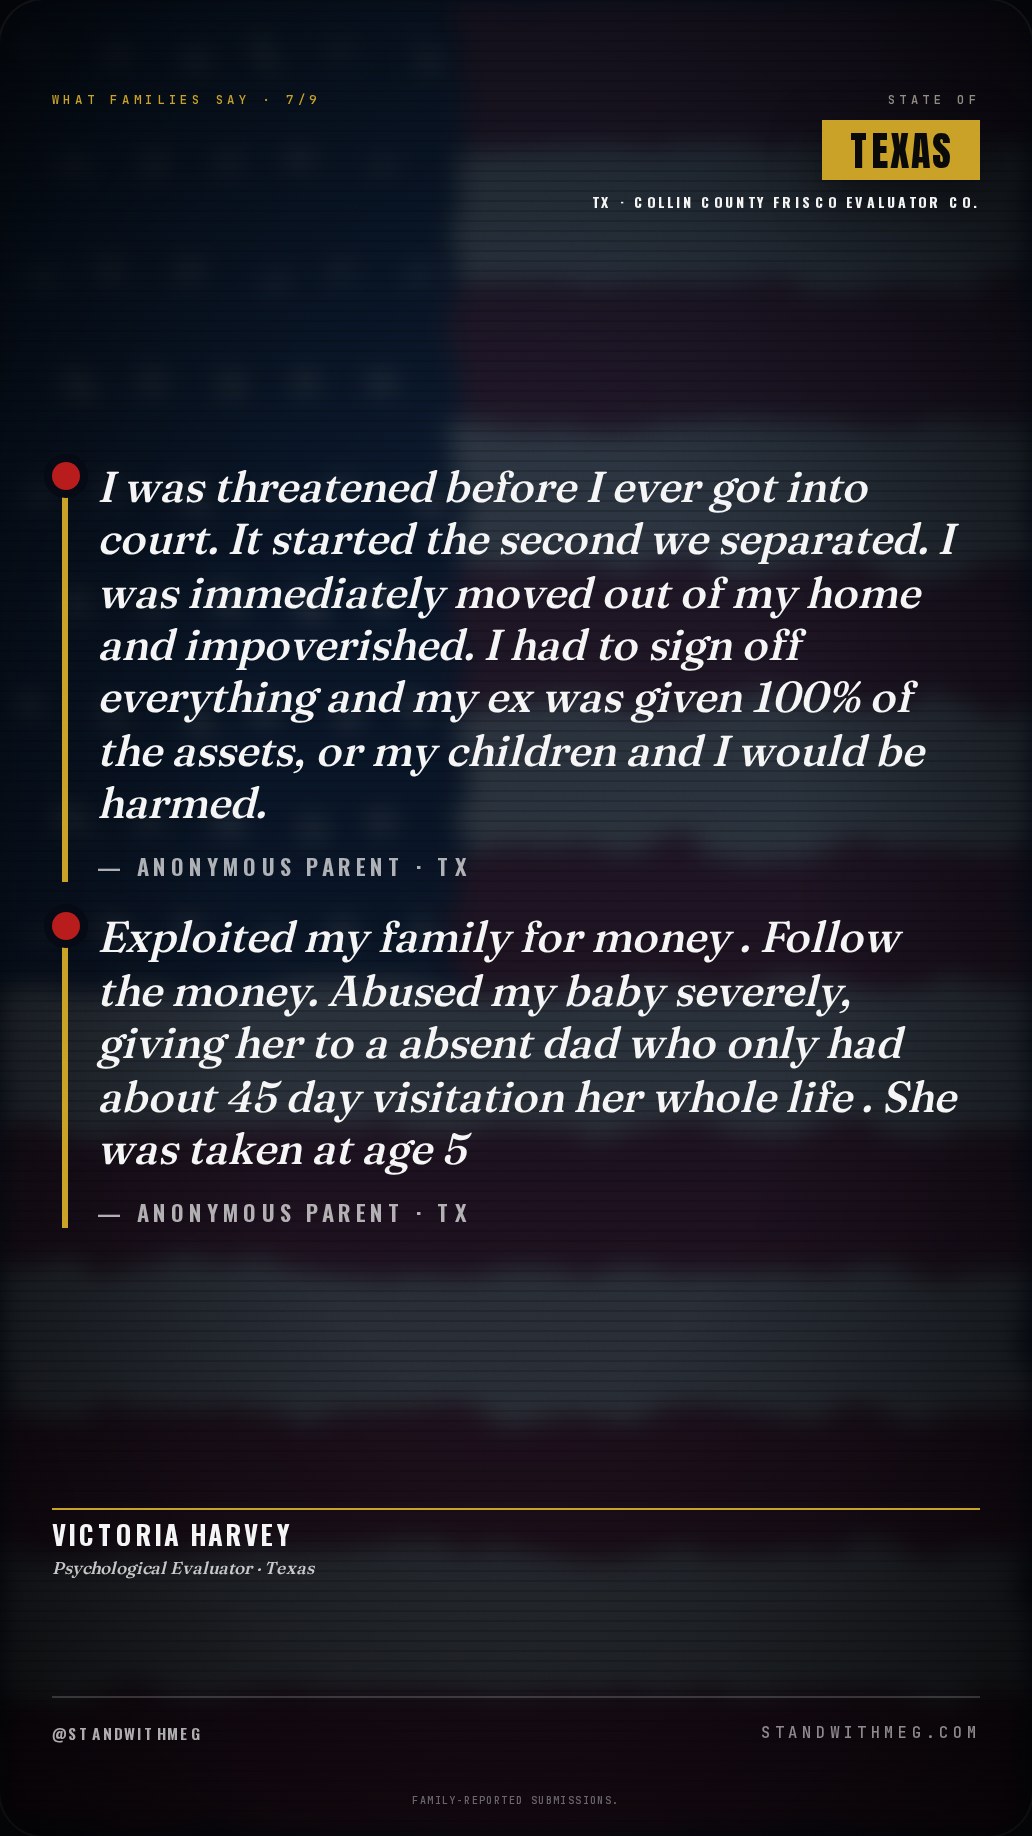 WHAT FAMILIES SAY · 7/9
STATE OF
TEXAS
TX · COLLIN COUNTY FRISCO EVALUATOR CO.
I was threatened before I ever got into
court. It started the second we separated. I
was immediately moved out of my home
and impoverished. I had to sign off
everything and my ex was given 100% of
the assets, or my children and I would be
harmed.
— ANONYMOUS PARENT · TX
Exploited my family for money . Follow
the money. Abused my baby severely,
giving her to a absent dad who only had
about 45 day visitation her whole life . She
was taken at age 5
— ANONYMOUS PARENT · TX
VICTORIA HARVEY
Psychological Evaluator · Texas
@STANDWITHMEG
STANDWITHMEG.COM
FAMILY-REPORTED SUBMISSIONS.